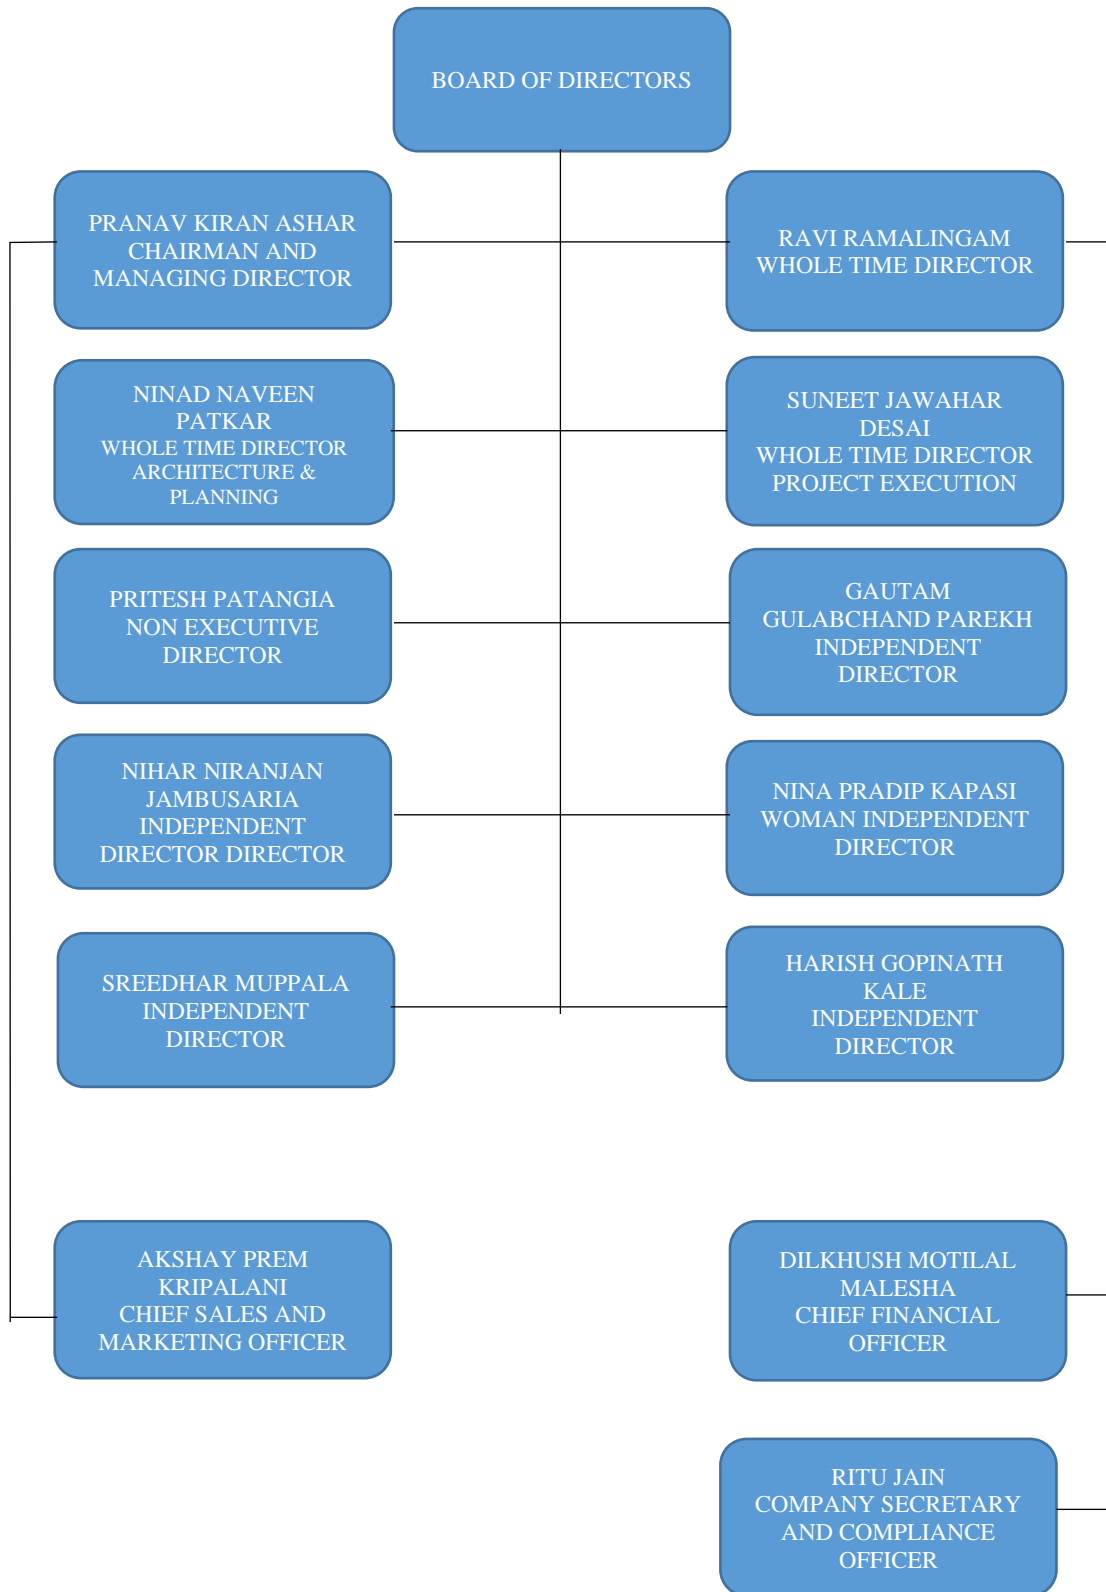 BOARD OF DIRECTORS
PRANAV KIRAN ASHAR
CHAIRMAN AND
MANAGING DIRECTOR
RAVI RAMALINGAM
WHOLE TIME DIRECTOR
NINAD NAVEEN
PATKAR
WHOLE TIME DIRECTOR
ARCHITECTURE &
PLANNING
SUNEET JAWAHAR
DESAI
WHOLE TIME DIRECTOR
PROJECT EXECUTION
PRITESH PATANGIA
NON EXECUTIVE
DIRECTOR
GAUTAM
GULABCHAND PAREKH
INDEPENDENT
DIRECTOR
NIHAR NIRANJAN
JAMBUSARIA
INDEPENDENT
DIRECTOR DIRECTOR
NINA PRADIP KAPASI
WOMAN INDEPENDENT
DIRECTOR
SREEDHAR MUPPALA
INDEPENDENT
DIRECTOR
HARISH GOPINATH
KALE
INDEPENDENT
DIRECTOR
AKSHAY PREM
KRIPALANI
CHIEF SALES AND
MARKETING OFFICER
DILKHUSH MOTILAL
MALESHA
CHIEF FINANCIAL
OFFICER
RITU JAIN
COMPANY SECRETARY
AND COMPLIANCE
OFFICER